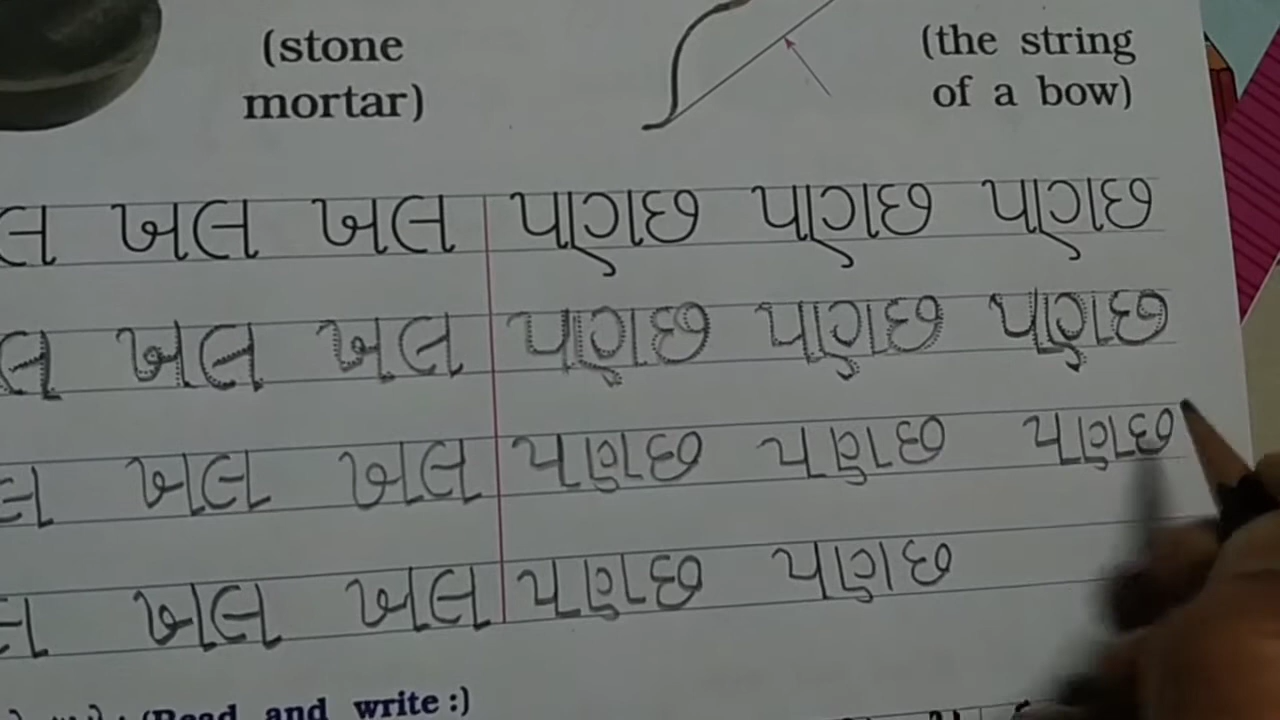 (stone
mortar)
(the string
of a bow)
લ ખલ ખલ પણછ પણછ પણછ
લ ખલ ખલ પણછ પણછ પણછ
લ ખલ ખલ પણછ પણછ પણછ
લ ખલ ખલ પણછ પણછ
(Read and write :)